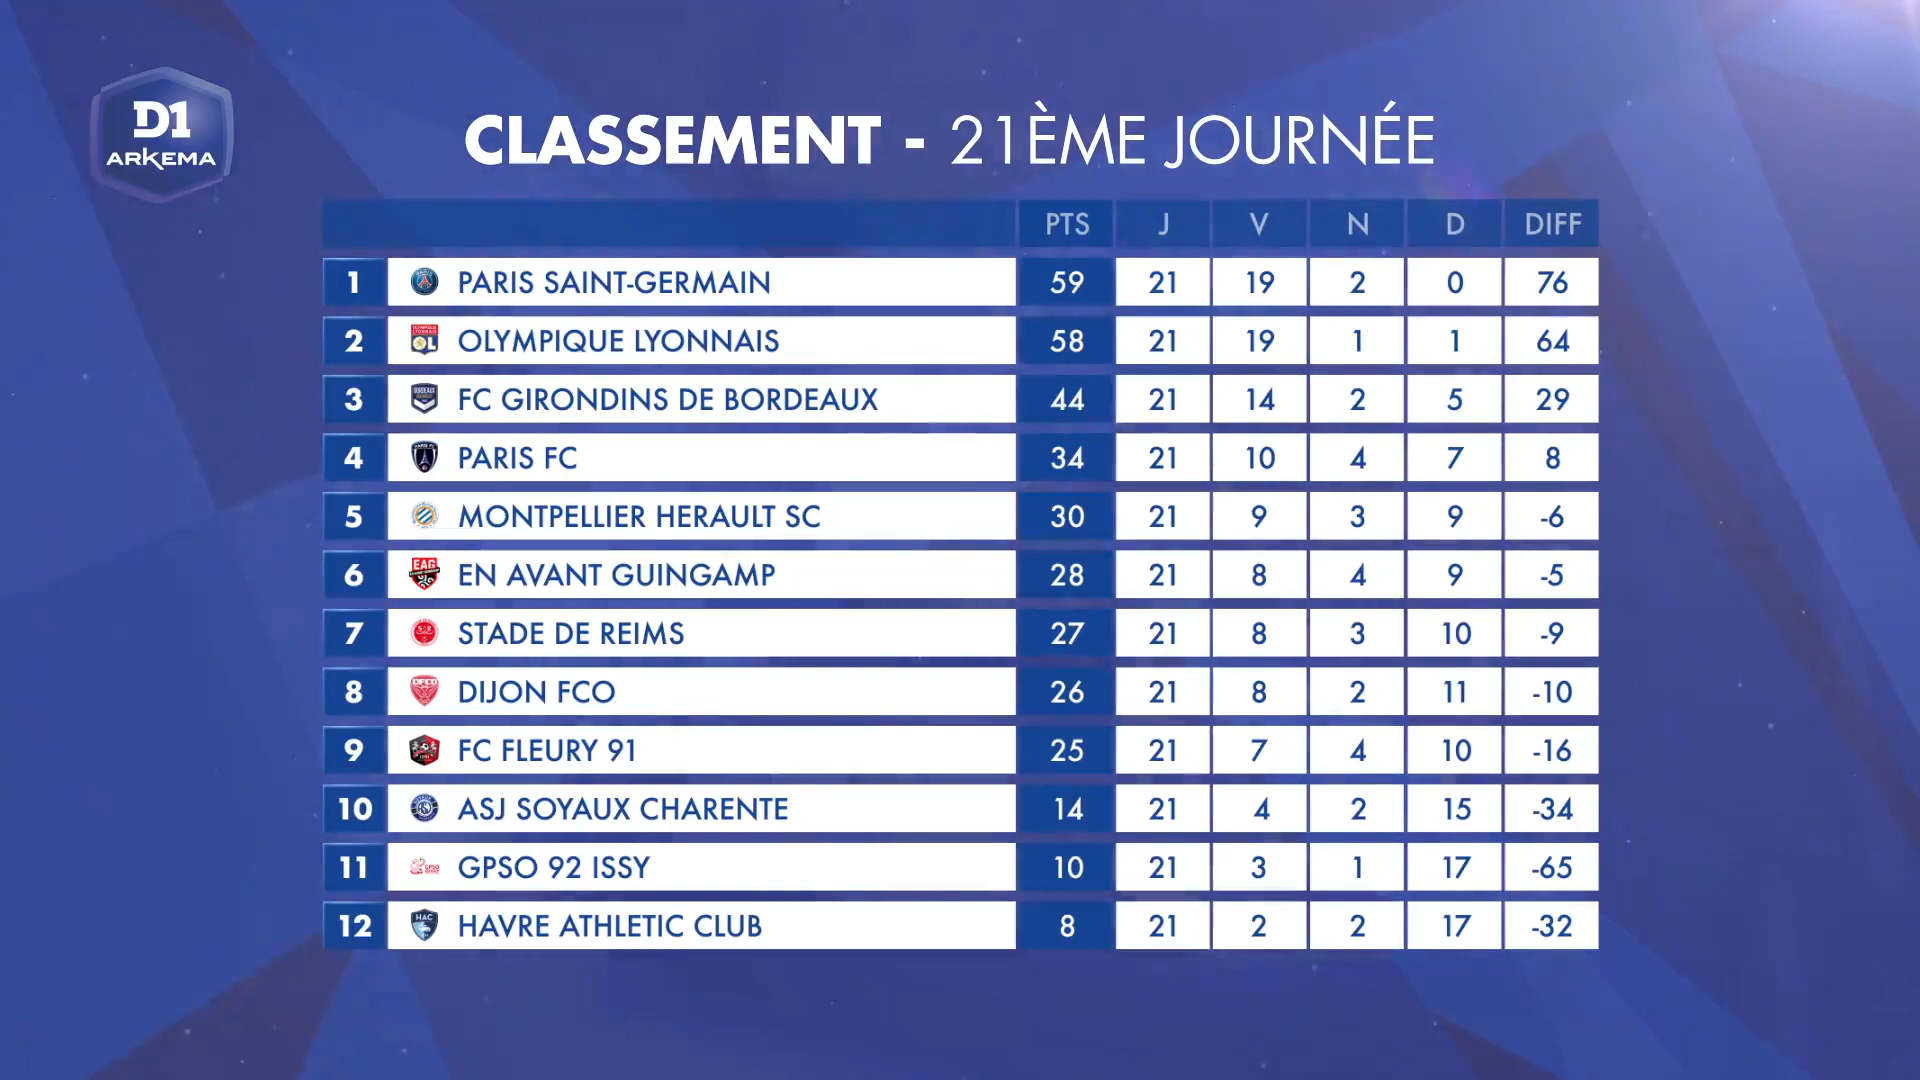 D1
ARKEMA
CLASSEMENT - 21ÈME JOURNÉE
PTS J V N D DIFF
1 PARIS SAINT-GERMAIN 59 21 19 2 0 76
2 OLYMPIQUE LYONNAIS 58 21 19 1 1 64
3 FC GIRONDINS DE BORDEAUX 44 21 14 2 5 29
4 PARIS FC 34 21 10 4 7 8
5 MONTPELLIER HERAULT SC 30 21 9 3 9 -6
6 EAG EN AVANT GUINGAMP 28 21 8 4 9 -5
7 STADE DE REIMS 27 21 8 3 10 -9
8 DFCO DIJON FCO 26 21 8 2 11 -10
9 FC FLEURY 91 25 21 7 4 10 -16
10 ASJ SOYAUX CHARENTE 14 21 4 2 15 -34
11 GPSO 92 ISSY 10 21 3 1 17 -65
12 HAC HAVRE ATHLETIC CLUB 8 21 2 2 17 -32